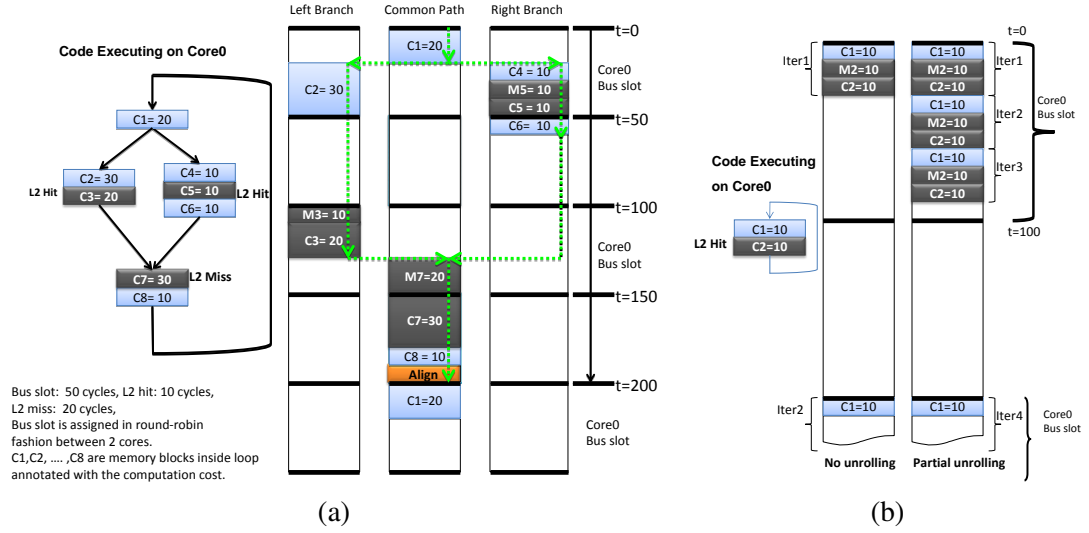 Left Branch
Common Path
Right Branch
Code Executing on Core0
C1= 20
C2= 30
C3= 20
L2 Hit
C4= 10
C5= 10
C6= 10
L2 Hit
C7= 30
C8= 10
L2 Miss
Bus slot: 50 cycles, L2 hit: 10 cycles,
L2 miss: 20 cycles,
Bus slot is assigned in round-robin
fashion between 2 cores.
C1,C2, .... ,C8 are memory blocks inside loop
annotated with the computation cost.
C2= 30
M3= 10
C3= 20
C1=20
M7=20
C7=30
C8 = 10
Align
C1=20
C4 = 10
M5 = 10
C5 = 10
C6= 10
t=0
Core0
Bus slot
t=50
t=100
Core0
Bus slot
t=150
t=200
Core0
Bus slot
(a)
Code Executing
on Core0
L2 Hit
C1=10
C2=10
t=0
Iter1
C1=10
M2=10
C2=10
C1=10
M2=10
C2=10
Iter1
C1=10
M2=10
C2=10
Iter2
C1=10
M2=10
C2=10
Iter3
Core0
Bus slot
t=100
Iter2
C1=10
C1=10
Iter4
Core0
Bus slot
No unrolling
Partial unrolling
(b)